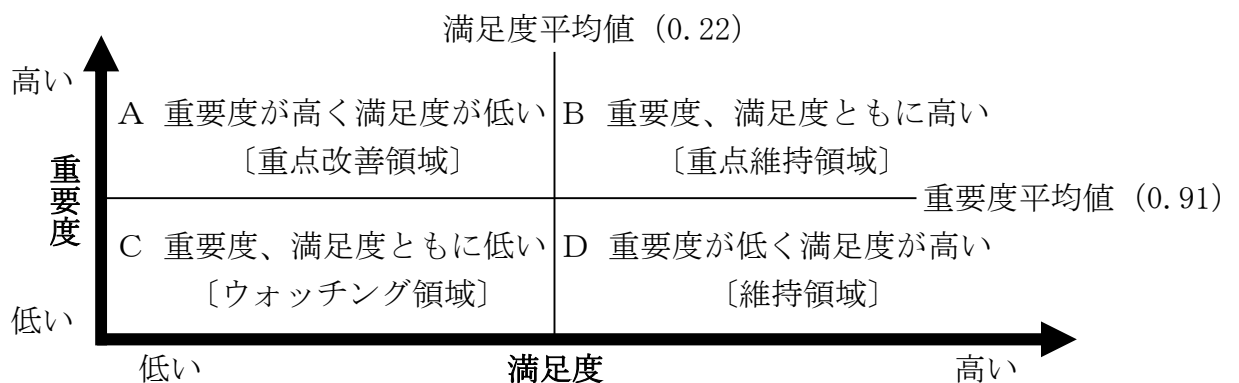 満足度平均値 (0.22)
高い
A 重要度が高く満足度が低い
〔重点改善領域〕
B 重要度、満足度ともに高い
〔重点維持領域〕
重要度
重要度平均値 (0.91)
C 重要度、満足度ともに低い
〔ウォッチング領域〕
D 重要度が低く満足度が高い
〔維持領域〕
低い
低い
満足度
高い